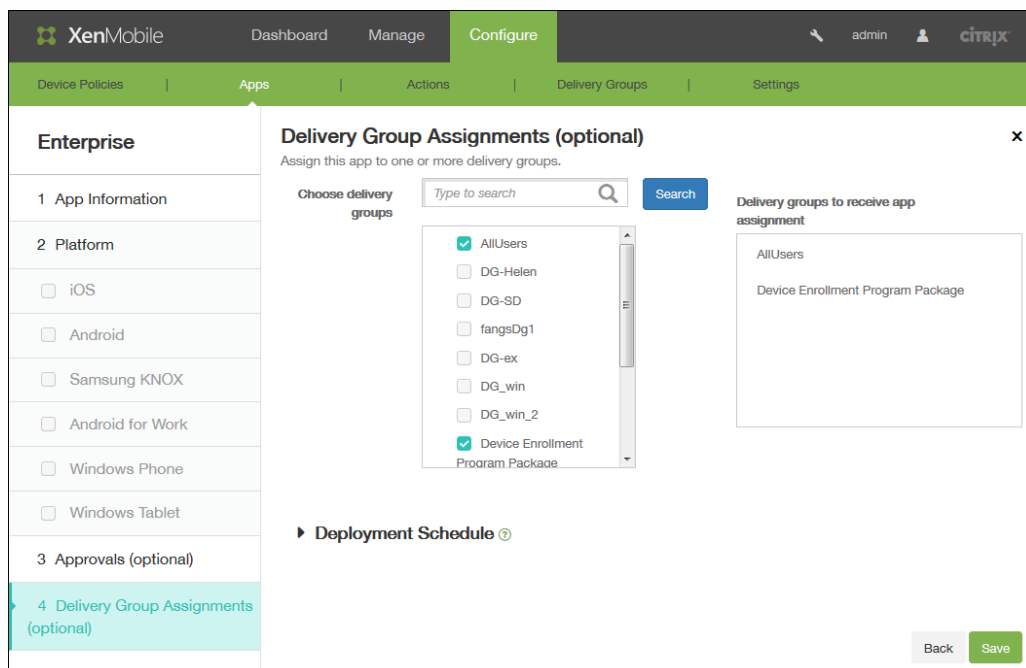 XenMobile Dashboard Manage Configure admin CİTRIX
Device Policies | Apps | Actions | Delivery Groups | Settings
Enterprise
1 App Information
2 Platform
iOS
Android
Samsung KNOX
Android for Work
Windows Phone
Windows Tablet
3 Approvals (optional)
4 Delivery Group Assignments
(optional)
Delivery Group Assignments (optional)
Assign this app to one or more delivery groups.
Choose delivery
groups
Type to search
Search
AllUsers
DG-Helen
DG-SD
fangsDg1
DG-ex
DG_win
DG_win_2
Device Enrollment
Program Package
Delivery groups to receive app
assignment
AllUsers
Device Enrollment Program Package
Deployment Schedule ?
Back Save